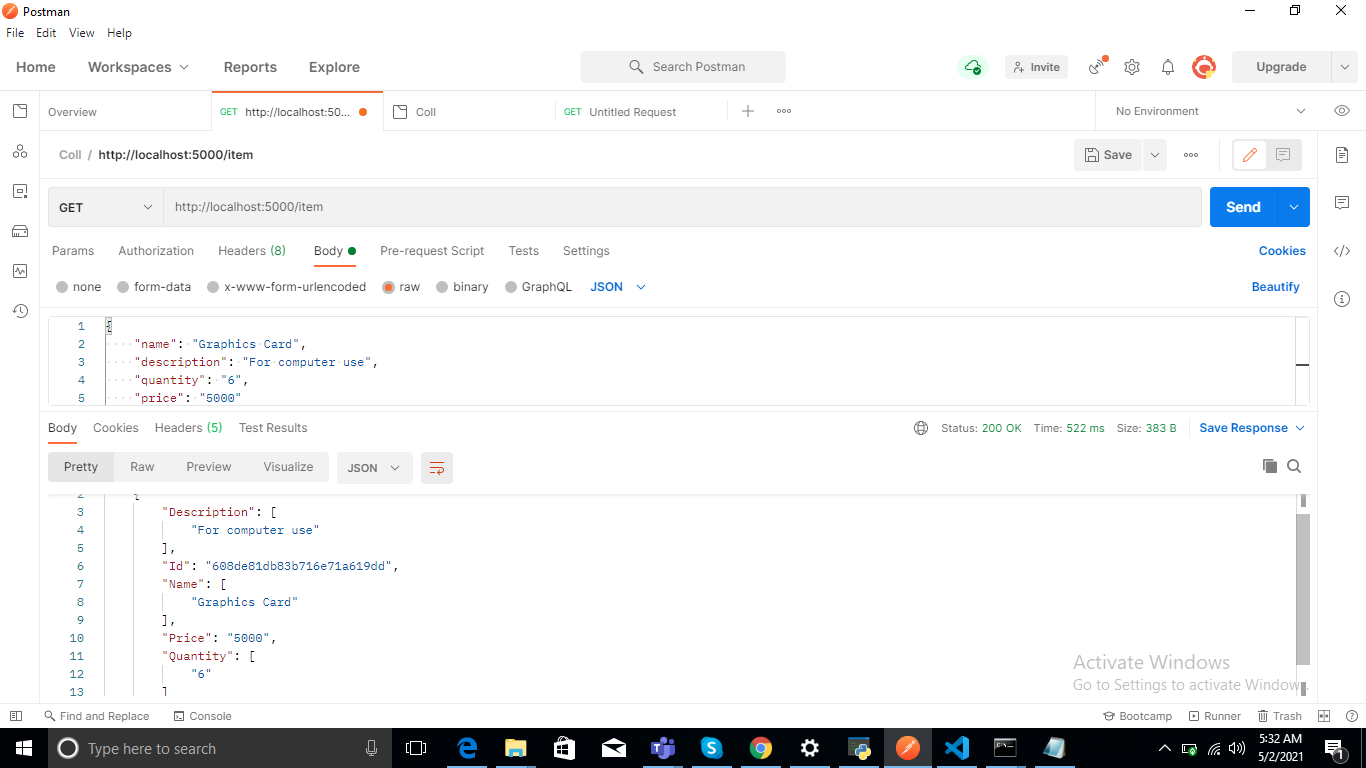 Postman
File Edit View Help
Home Workspaces Reports Explore Search Postman Invite Upgrade
Overview GET http://localhost:50... Coll GET Untitled Request No Environment
Coll / http://localhost:5000/item Save
GET http://localhost:5000/item Send
Params Authorization Headers (8) Body Pre-request Script Tests Settings Cookies
none form-data x-www-form-urlencoded raw binary GraphQL JSON Beautify
1 {
2 "name": "Graphics Card",
3 "description": "For computer use",
4 "quantity": "6",
5 "price": "5000"
Body Cookies Headers (5) Test Results Status: 200 OK Time: 522 ms Size: 383 B Save Response
Pretty Raw Preview Visualize JSON
2 {
3 "Description": [
4 "For computer use"
5 ],
6 "Id": "608de81db83b716e71a619dd",
7 "Name": [
8 "Graphics Card"
9 ],
10 "Price": "5000",
11 "Quantity": [
12 "6"
13 ]
Activate Windows
Go to Settings to activate Windows.
Find and Replace Console Bootcamp Runner Trash
Type here to search 5:32 AM
5/2/2021
1